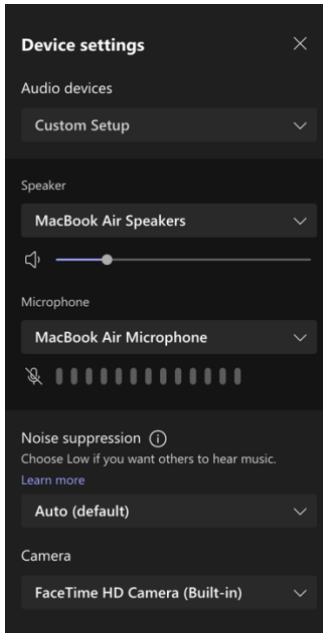 Device settings
Audio devices
Custom Setup
Speaker
MacBook Air Speakers
Microphone
MacBook Air Microphone
Noise suppression
Choose Low if you want others to hear music.
Learn more
Auto (default)
Camera
FaceTime HD Camera (Built-in)